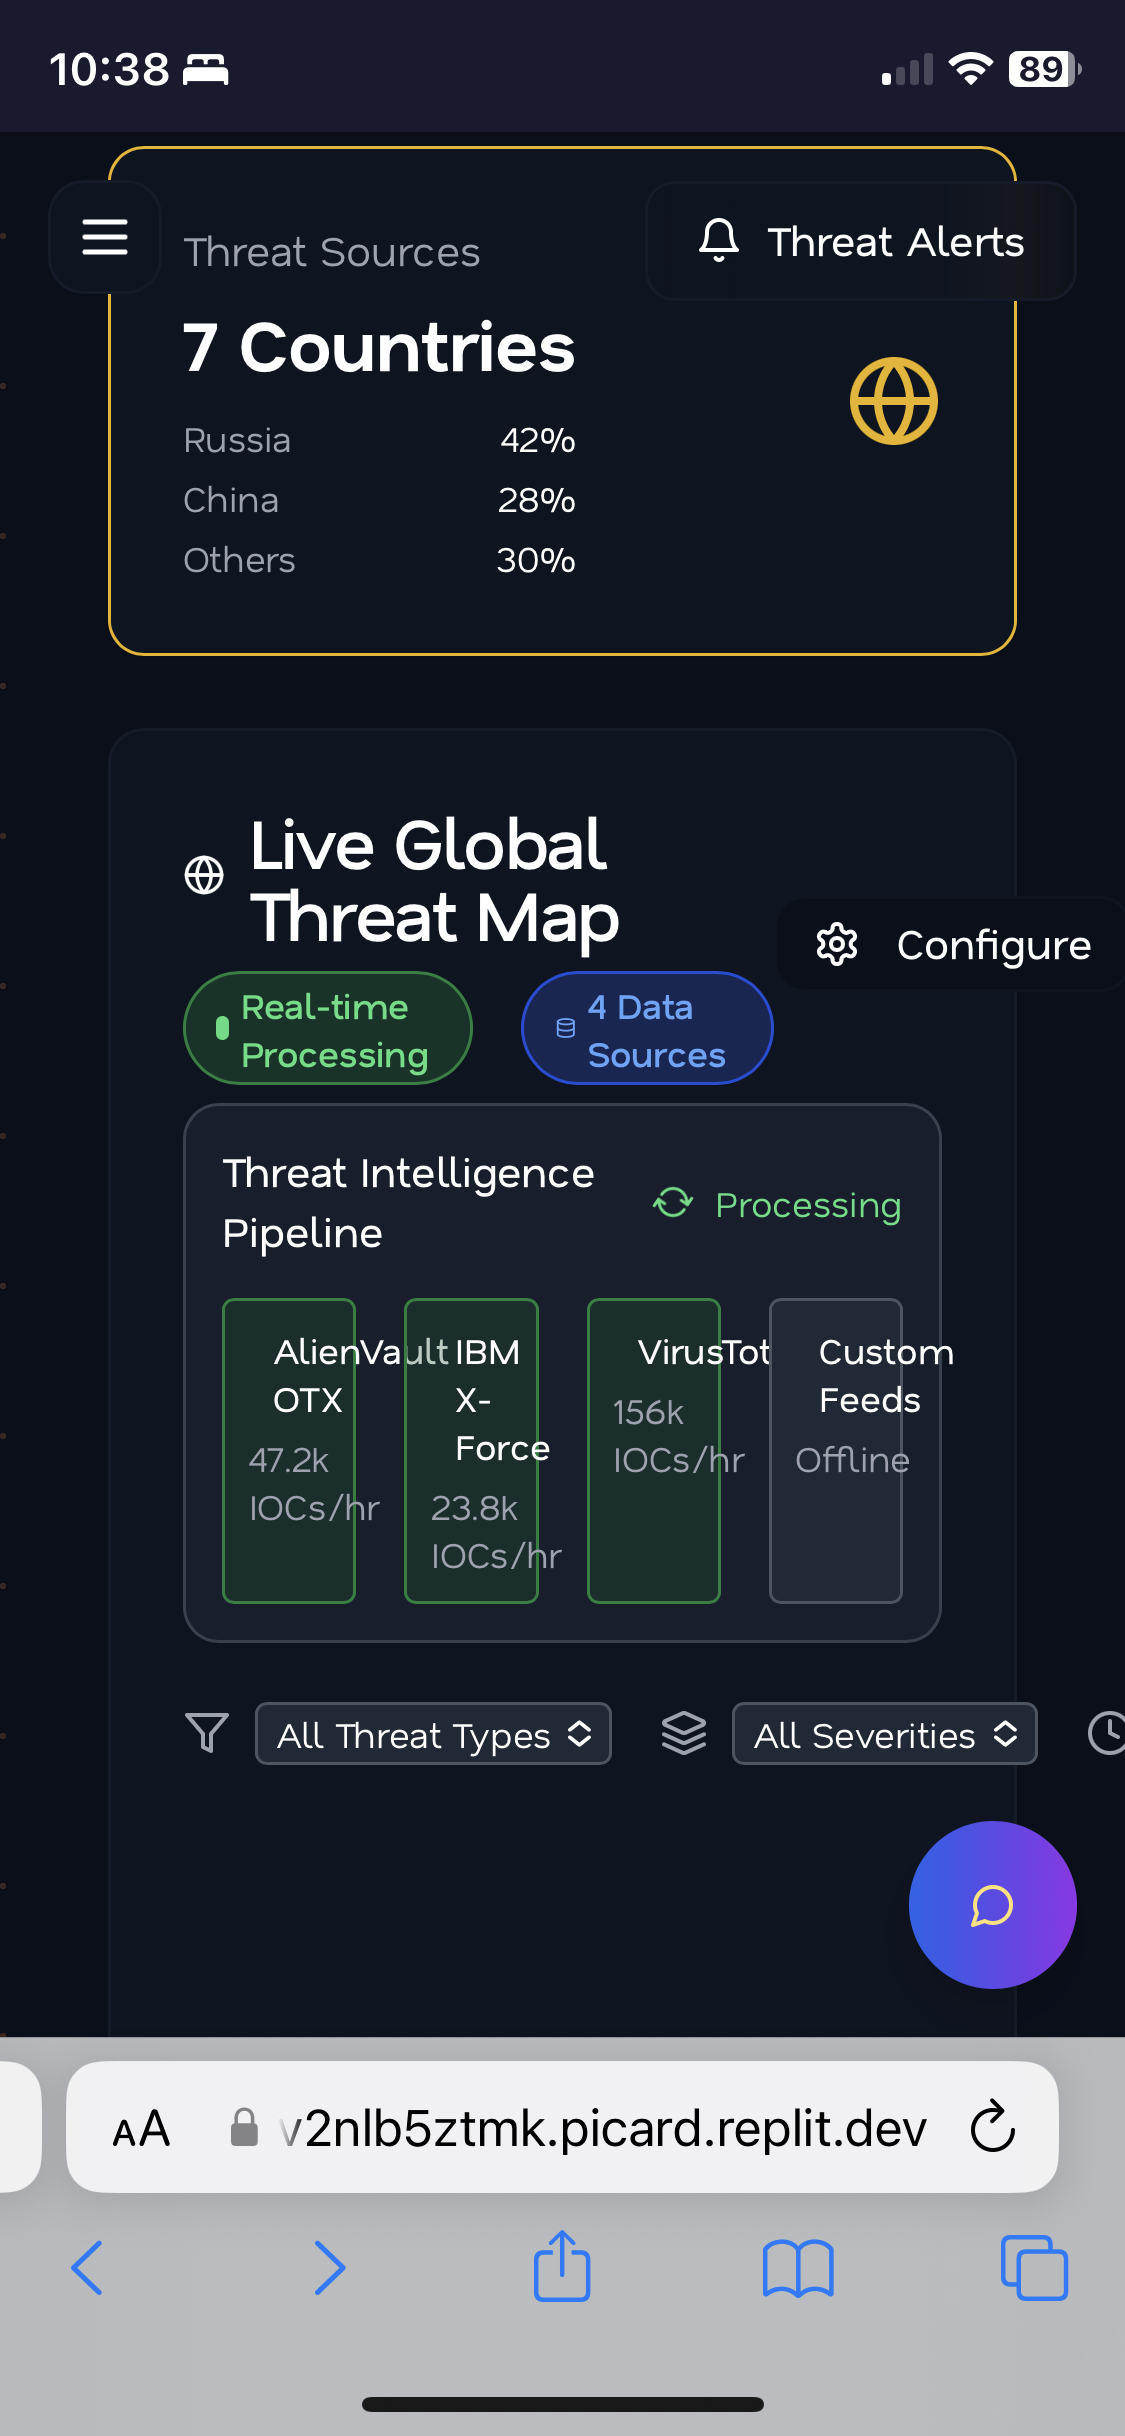 10:38
89
Threat Sources
Threat Alerts
7 Countries
Russia 42%
China 28%
Others 30%
Live Global
Threat Map
Configure
Real-time
Processing
4 Data
Sources
Threat Intelligence
Pipeline
Processing
AlienVault
OTX
47.2k
IOCs/hr
IBM
X-
Force
23.8k
IOCs/hr
VirusTot
156k
IOCs/hr
Custom
Feeds
Offline
All Threat Types
All Severities
AA
v2nlb5ztmk.picard.replit.dev